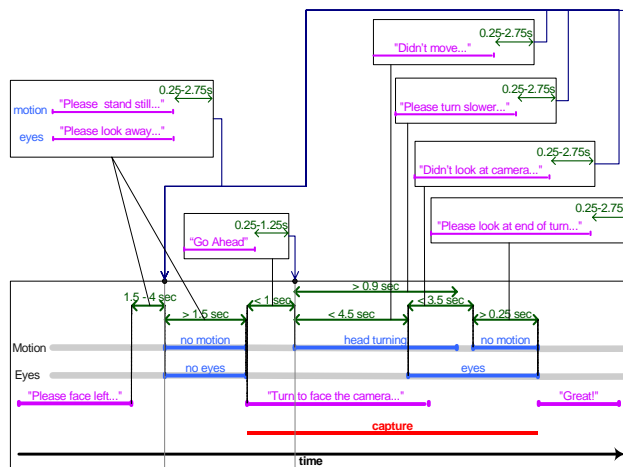 "Didn't move..."
0.25-2.75s
0.25-2.75s
motion
"Please stand still..."
eyes
"Please look away..."
0.25-2.75s
"Please turn slower..."
0.25-2.75s
"Didn't look at camera..."
0.25-2.75s
"Please look at end of turn..."
0.25-1.25s
"Go Ahead"
> 0.9 sec
1.5 - 4 sec
< 1 sec
< 3.5 sec
> 1.5 sec
< 4.5 sec
> 0.25 sec
Motion
no motion
head turning
no motion
Eyes
no eyes
eyes
"Please face left..."
"Turn to face the camera..."
"Great!"
capture
time